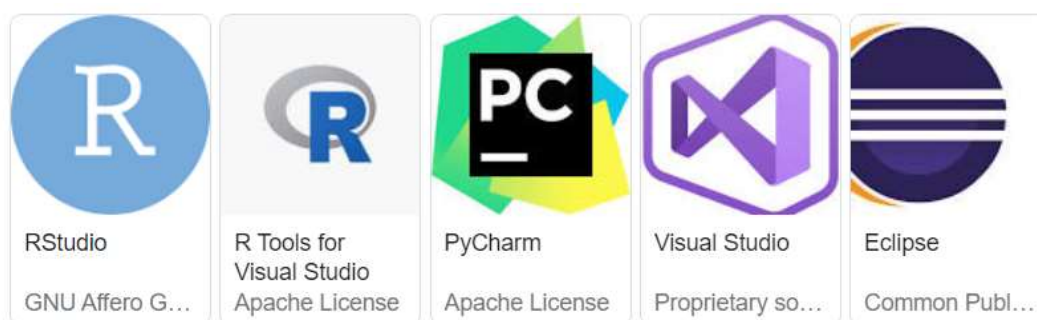 R
R
PC
RStudio
GNU Affero G...
R Tools for
Visual Studio
Apache License
PyCharm
Apache License
Visual Studio
Proprietary so...
Eclipse
Common Publ...